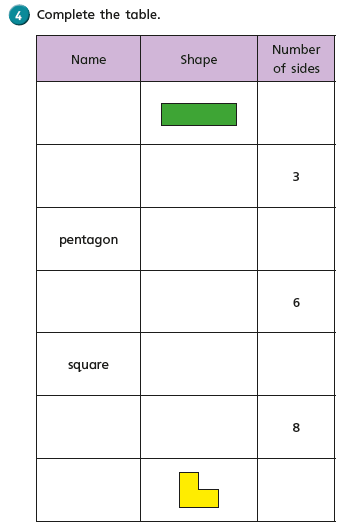 4 Complete the table.
Name Shape Number of sides
3
pentagon
6
square
8